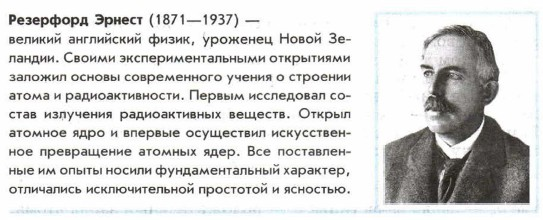 Резерфорд Эрнест (1871—1937) —
великий английский физик, уроженец Новой Зе-
ландии. Своими экспериментальными открытиями
заложил основы современного учения о строении
атома и радиоактивности. Первым исследовал со-
став излучения радиоактивных веществ. Открыл
атомное ядро и впервые осуществил искусствен-
ное превращение атомных ядер. Все поставлен-
ные им опыты носили фундаментальный характер,
отличались исключительной простотой и ясностью.